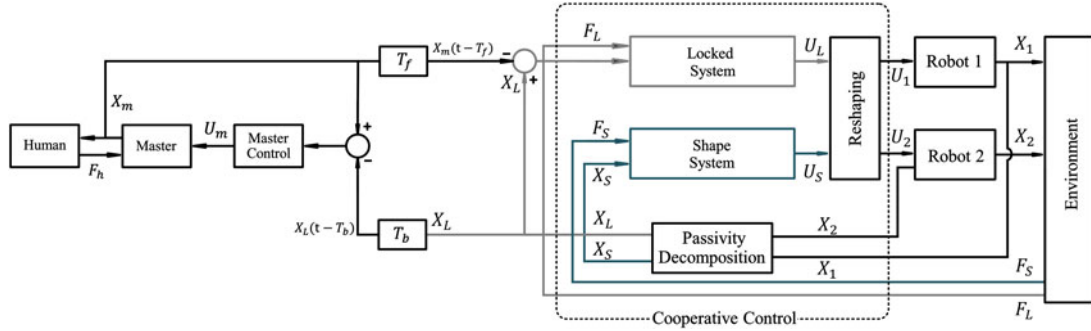 X_m(t − T_f)
T_f
F_L
X_L
Locked
System
U_L
U_1
Robot 1
X_1
X_m
Human
F_h
Master
U_m
Master
Control
+
−
−
+
F_S
X_S
Shape
System
U_S
Reshaping
U_2
Robot 2
X_2
Environment
X_L(t − T_b)
T_b
X_L
X_L
X_S
Passivity
Decomposition
X_2
X_1
F_S
F_L
Cooperative Control